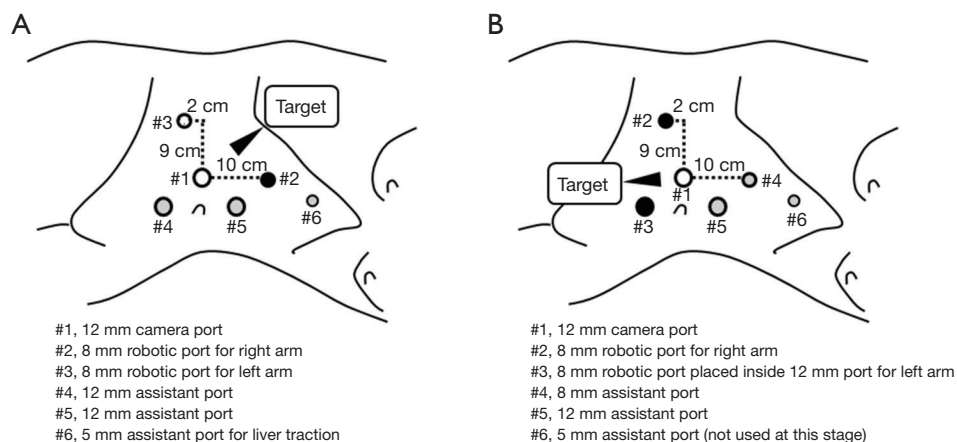 A
2 cm
Target
#3
9 cm
10 cm
#1
#2
#6
#4
#5
#1, 12 mm camera port
#2, 8 mm robotic port for right arm
#3, 8 mm robotic port for left arm
#4, 12 mm assistant port
#5, 12 mm assistant port
#6, 5 mm assistant port for liver traction
B
2 cm
#2
9 cm
10 cm
Target
#4
#1
#6
#3
#5
#1, 12 mm camera port
#2, 8 mm robotic port for right arm
#3, 8 mm robotic port placed inside 12 mm port for left arm
#4, 8 mm assistant port
#5, 12 mm assistant port
#6, 5 mm assistant port (not used at this stage)